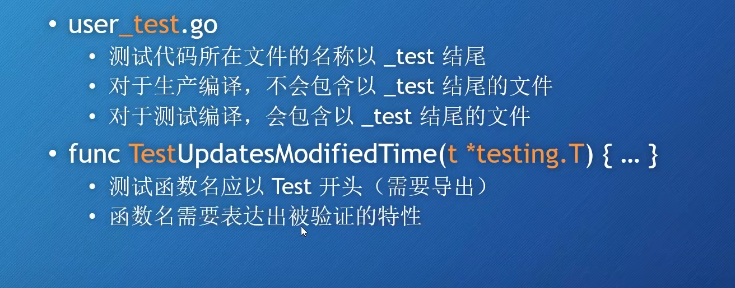 user_test.go
测试代码所在文件的名称以 _test 结尾
对于生产编译，不会包含以 _test 结尾的文件
对于测试编译，会包含以 _test 结尾的文件
func TestUpdatesModifiedTime(t *testing.T) { … }
测试函数名应以 Test 开头（需要导出）
函数名需要表达出被验证的特性